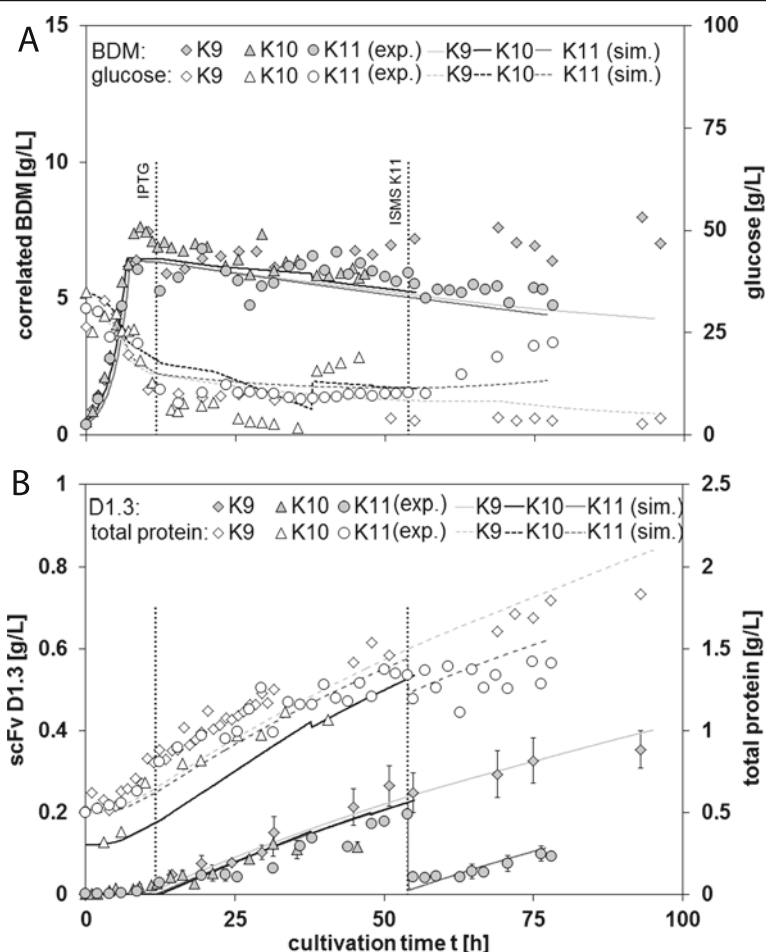 A
BDM: K9 K10 K11 (exp.) K9 K10 K11 (sim.)
glucose: K9 K10 K11 (exp.) K9 K10 K11 (sim.)
15
10
5
0
correlated BDM [g/L]
100
75
50
25
0
glucose [g/L]
IPTG
ISMS K11
B
D1.3: K9 K10 K11(exp.) K9 K10 K11 (sim.)
total protein: K9 K10 K11(exp.) K9 K10 K11 (sim.)
1
0.8
0.6
0.4
0.2
0
scFv D1.3 [g/L]
2.5
2
1.5
1
0.5
0
total protein [g/L]
0 25 50 75 100
cultivation time t [h]